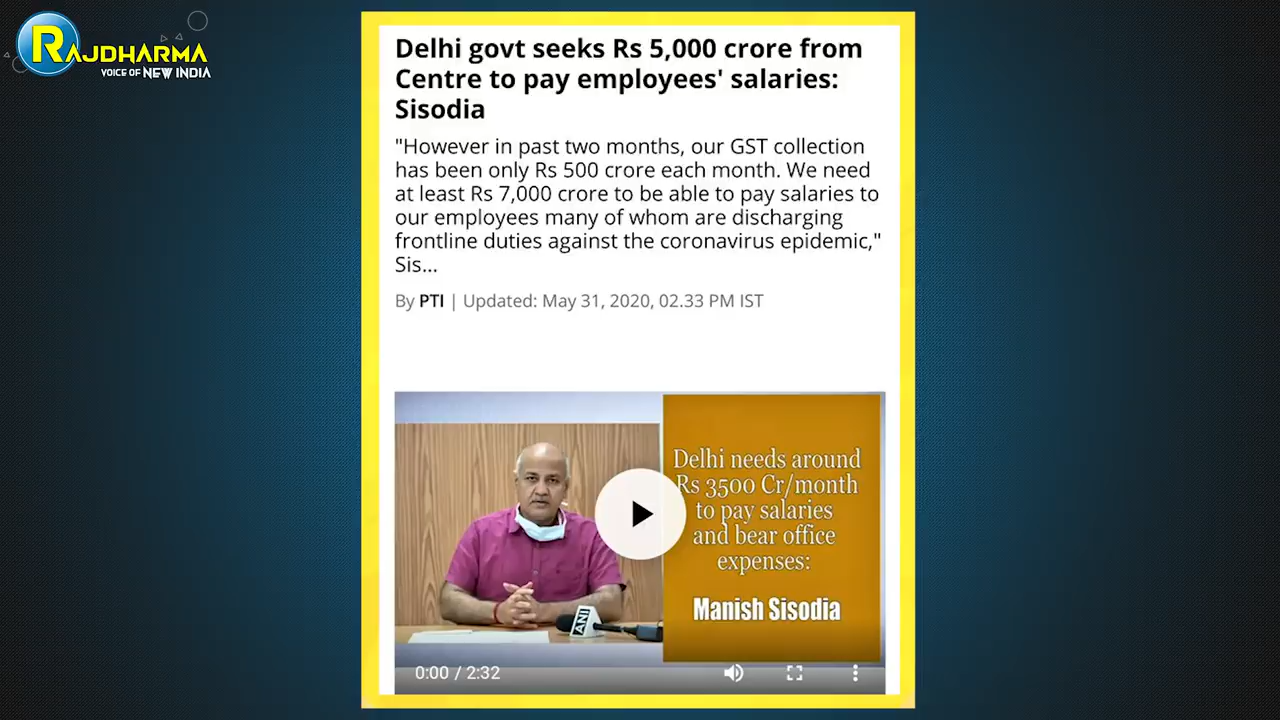 RAJDHARMA
VOICE OF NEW INDIA
Delhi govt seeks Rs 5,000 crore from
Centre to pay employees' salaries:
Sisodia
"However in past two months, our GST collection
has been only Rs 500 crore each month. We need
at least Rs 7,000 crore to be able to pay salaries to
our employees many of whom are discharging
frontline duties against the coronavirus epidemic,"
Sis...
By PTI | Updated: May 31, 2020, 02.33 PM IST
Delhi needs around
Rs 3500 Cr/month
to pay salaries
and bear office
expenses:
Manish Sisodia
ANI
0:00 / 2:32